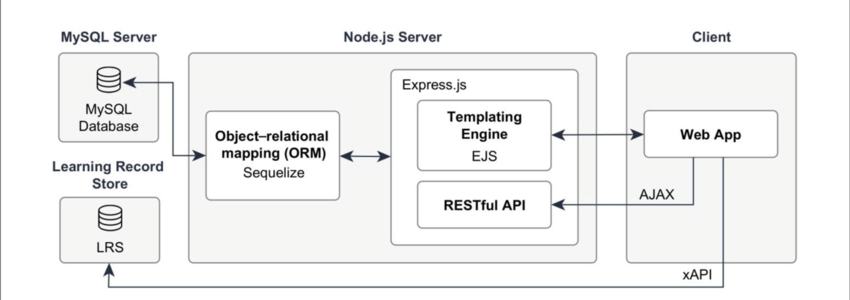 MySQL Server
Node.js Server
Client
MySQL
Database
Learning Record
Store
LRS
Object–relational
mapping (ORM)
Sequelize
Express.js
Templating
Engine
EJS
RESTful API
Web App
AJAX
xAPI